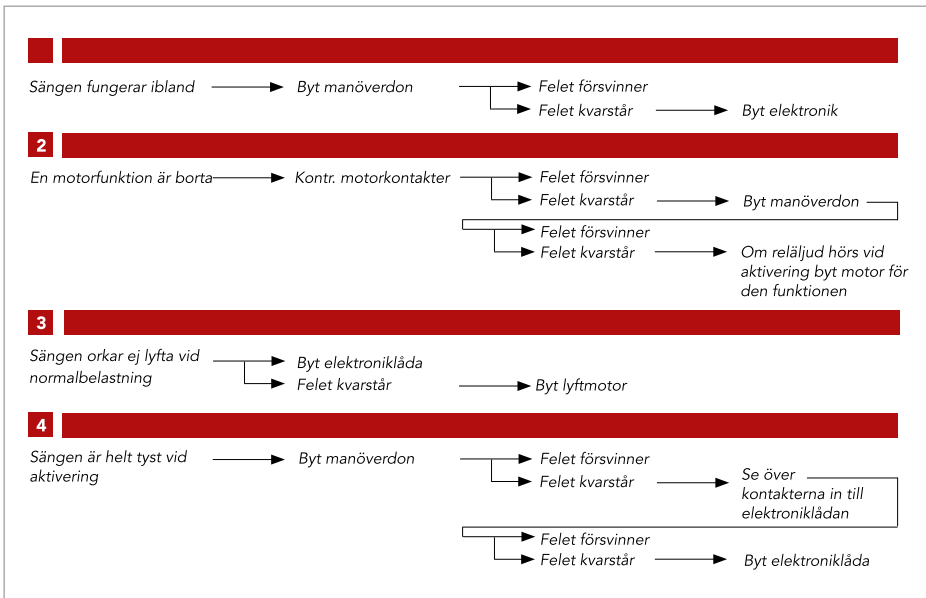 Sängen fungerar ibland
Byt manöverdon
Felet försvinner
Felet kvarstår
Byt elektronik
2
En motorfunktion är borta
Kontr. motorkontakter
Felet försvinner
Felet kvarstår
Byt manöverdon
Felet försvinner
Felet kvarstår
Om reläljud hörs vid
aktivering byt motor för
den funktionen
3
Sängen orkar ej lyfta vid
normalbelastning
Byt elektroniklåda
Felet kvarstår
Byt lyftmotor
4
Sängen är helt tyst vid
aktivering
Byt manöverdon
Felet försvinner
Felet kvarstår
Se över
kontakterna in till
elektroniklådan
Felet försvinner
Felet kvarstår
Byt elektroniklåda